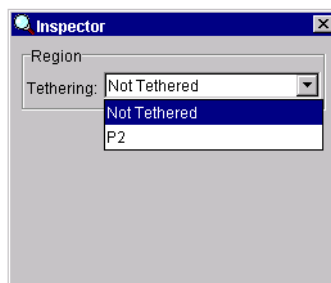 Inspector
Region
Tethering: Not Tethered
Not Tethered
P2